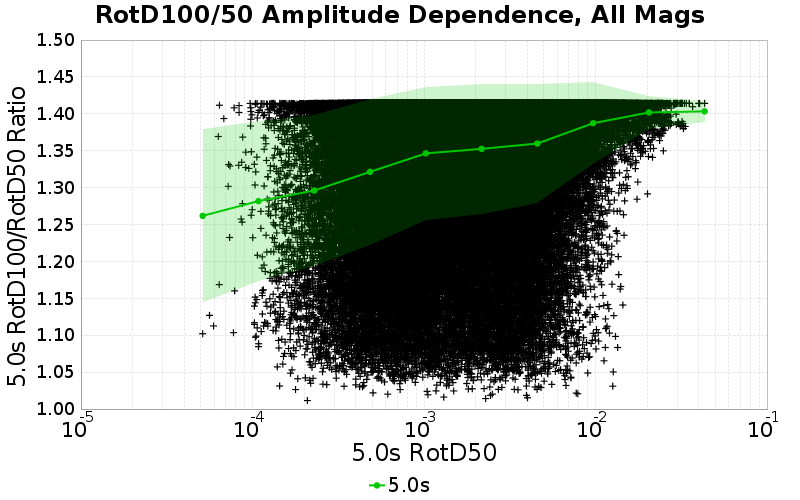 RotD100/50 Amplitude Dependence, All Mags
5.0s RotD100/RotD50 Ratio
1.50
1.45
1.40
1.35
1.30
1.25
1.20
1.15
1.10
1.05
1.00
10-5 10-4 10-3 10-2 10-1
5.0s RotD50
5.0s